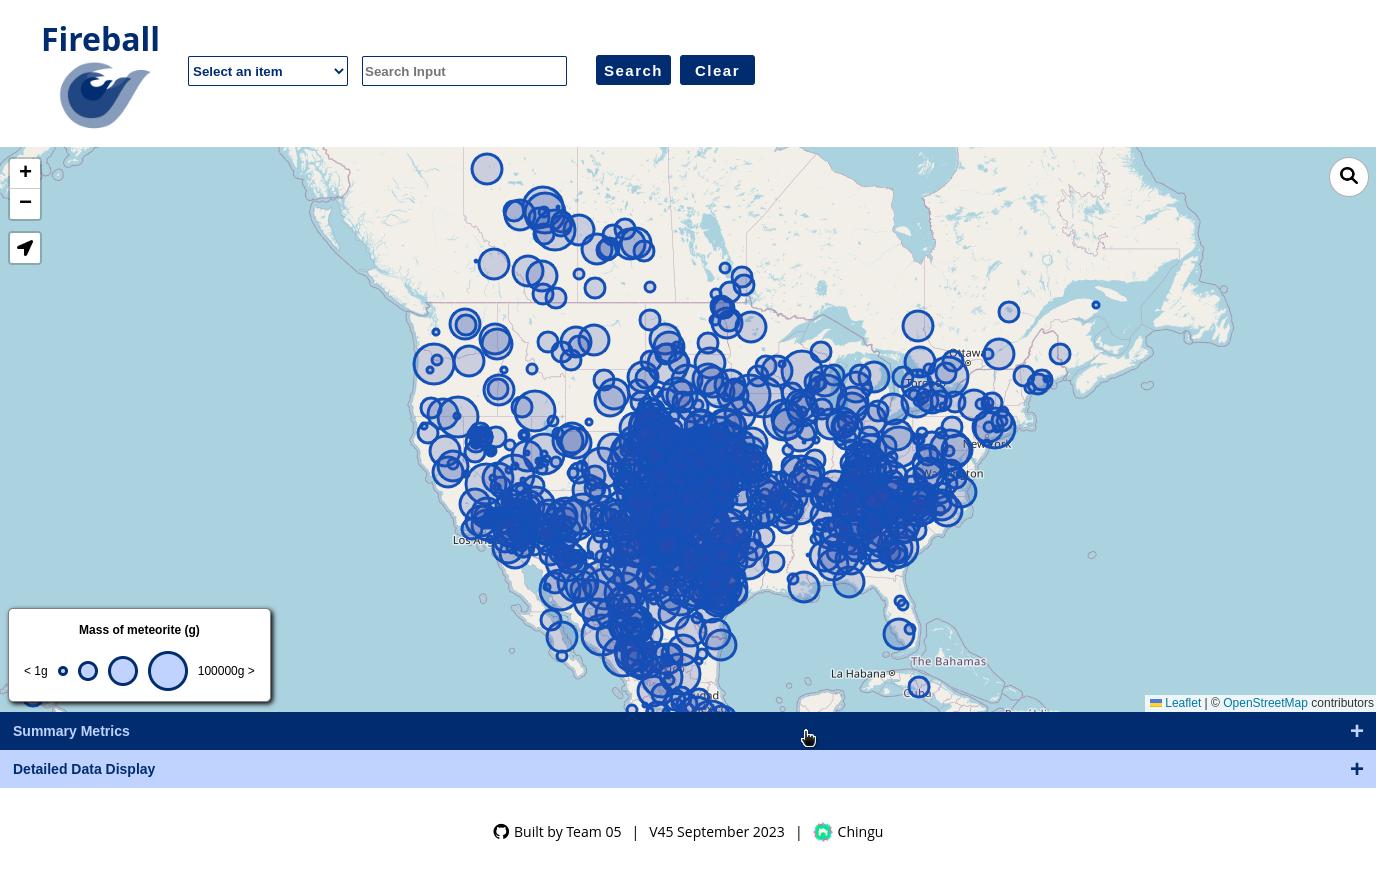 Fireball
Select an item
Search Input
Search
Clear
+
−
Ottawa
New York
Washington
Los An
Mass of meteorite (g)
< 1g
100000g >
La Habana
The Bahamas
Cuba
Leaflet | © OpenStreetMap contributors
Summary Metrics +
Detailed Data Display +
Built by Team 05 | V45 September 2023 | Chingu